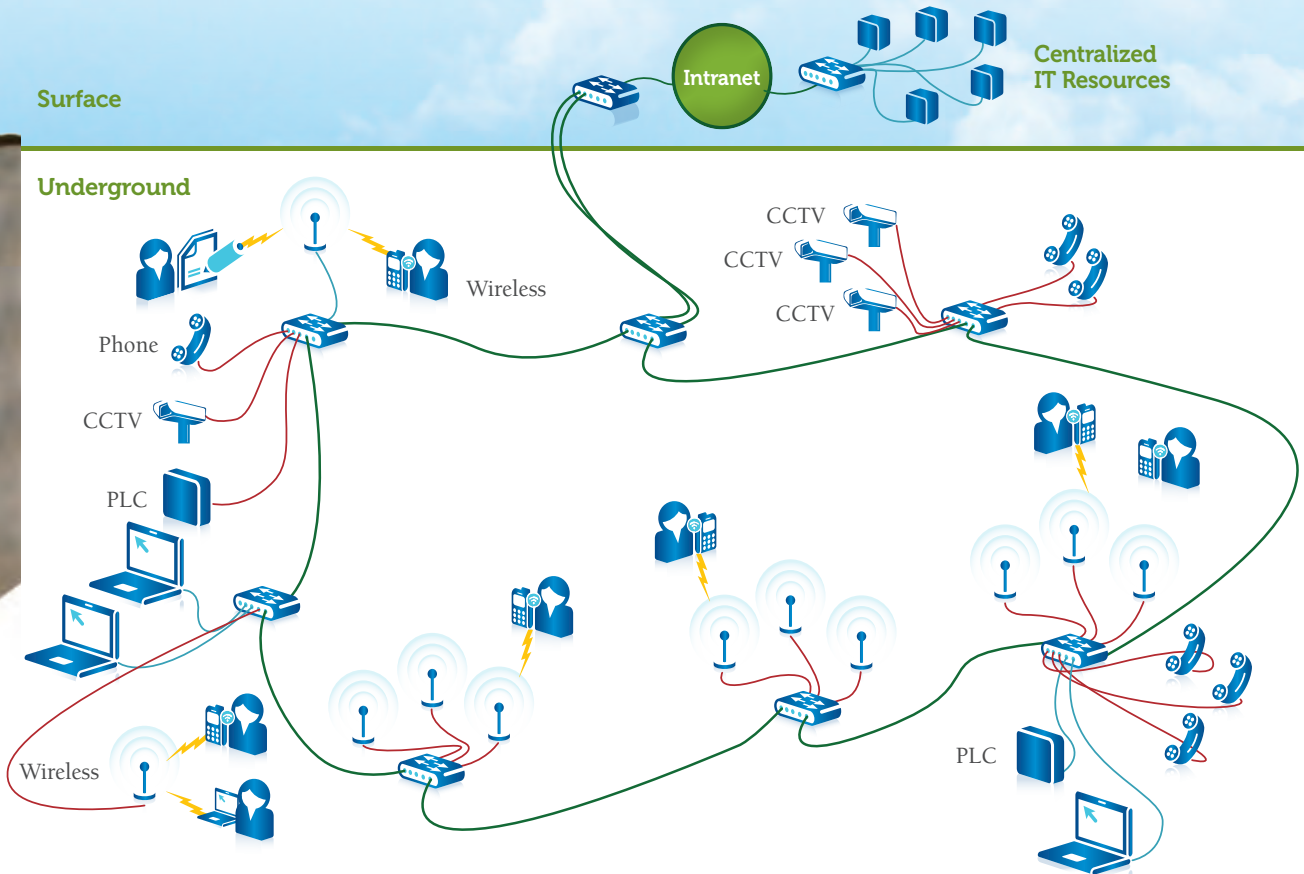 Surface
Intranet
Centralized
IT Resources
Underground
Wireless
CCTV
CCTV
CCTV
Phone
CCTV
PLC
Wireless
PLC